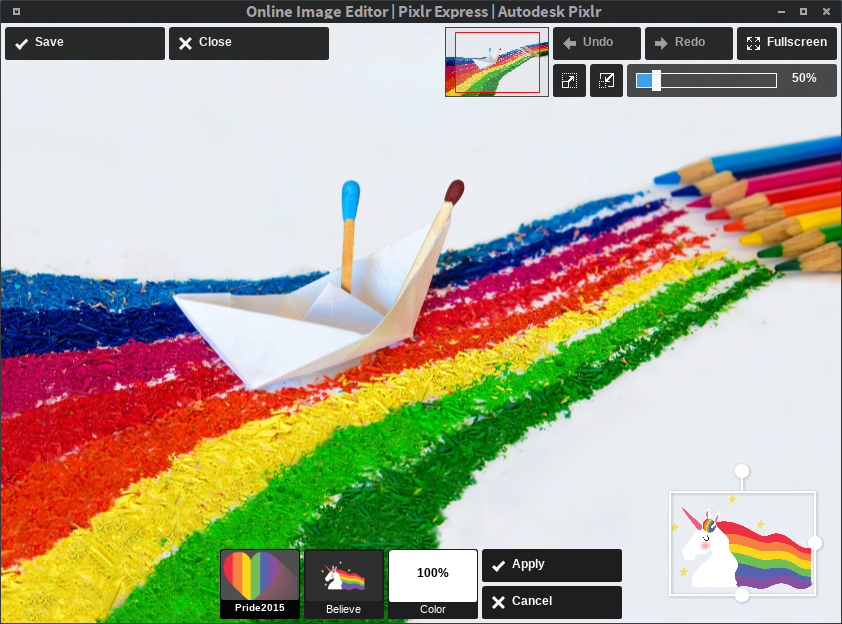 Online Image Editor | Pixlr Express | Autodesk Pixlr
Save
Close
Undo
Redo
Fullscreen
50%
Pride2015
Believe
100%
Color
Apply
Cancel